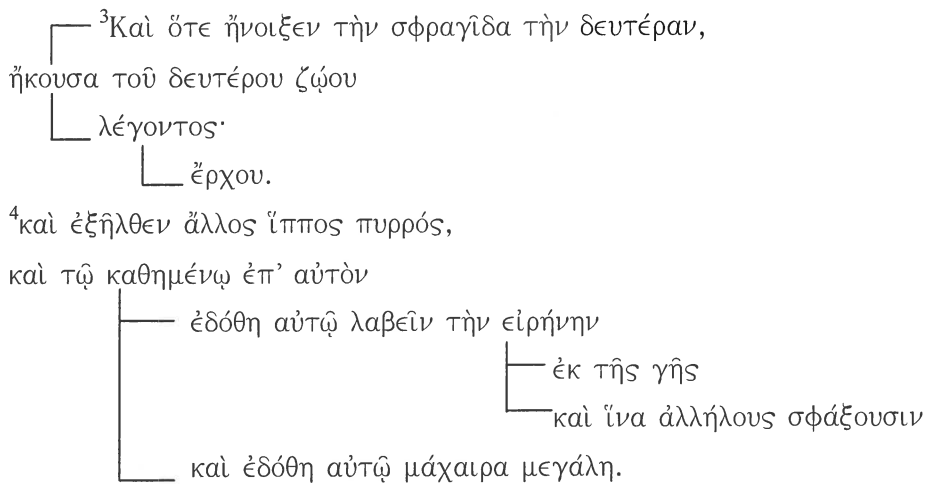 ³Καὶ ὅτε ἤνοιξεν τὴν σφραγῖδα τὴν δευτέραν,
ἤκουσα τοῦ δευτέρου ζῴου
λέγοντος·
ἔρχου.
⁴καὶ ἐξῆλθεν ἄλλος ἵππος πυρρός,
καὶ τῷ καθημένῳ ἐπ’ αὐτὸν
ἐδόθη αὐτῷ λαβεῖν τὴν εἰρήνην
ἐκ τῆς γῆς
καὶ ἵνα ἀλλήλους σφάξουσιν
καὶ ἐδόθη αὐτῷ μάχαιρα μεγάλη.